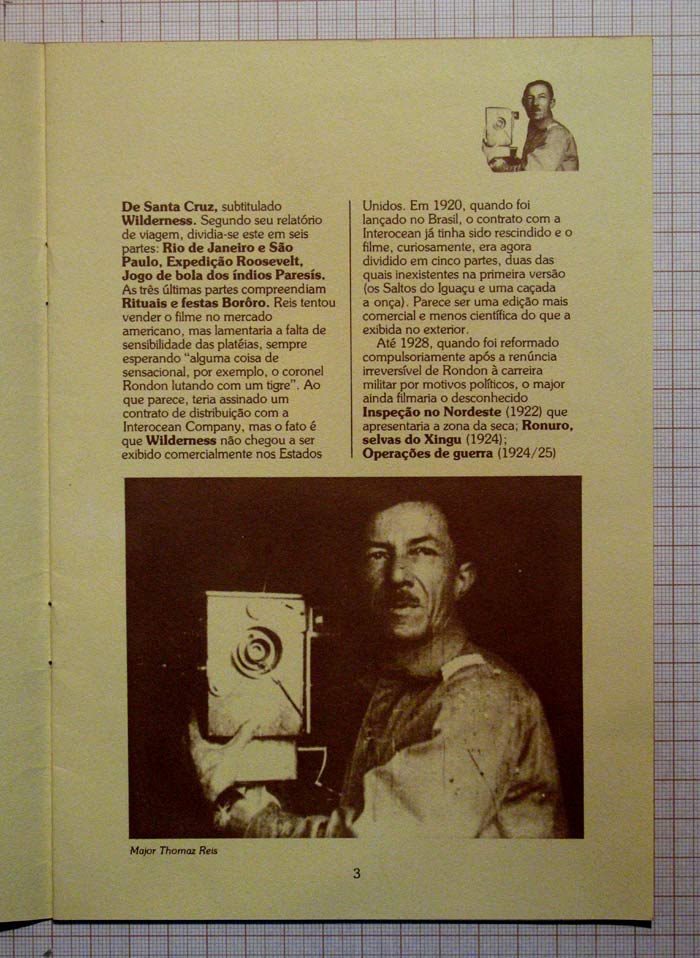 De Santa Cruz, subtitulado
Wilderness. Segundo seu relatório
de viagem, dividia-se este em seis
partes: Rio de Janeiro e São
Paulo, Expedição Roosevelt,
Jogo de bola dos índios Paresís.
As três últimas partes compreendiam
Rituais e festas Borôro. Reis tentou
vender o filme no mercado
americano, mas lamentaria a falta de
sensibilidade das platéias, sempre
esperando “alguma coisa de
sensacional, por exemplo, o coronel
Rondon lutando com um tigre”. Ao
que parece, teria assinado um
contrato de distribuição com a
Interocean Company, mas o fato é
que Wilderness não chegou a ser
exibido comercialmente nos Estados
Unidos. Em 1920, quando foi
lançado no Brasil, o contrato com a
Interocean já tinha sido rescindido e o
filme, curiosamente, era agora
dividido em cinco partes, duas das
quais inexistentes na primeira versão
(os Saltos do Iguaçu e uma caçada
a onça). Parece ser uma edição mais
comercial e menos científica do que a
exibida no exterior.
Até 1928, quando foi reformado
compulsoriamente após a renúncia
irreversível de Rondon à carreira
militar por motivos políticos, o major
ainda filmaria o desconhecido
Inspeção no Nordeste (1922) que
apresentaria a zona da seca; Ronuro,
selvas do Xingu (1924);
Operações de guerra (1924/25)
Major Thomaz Reis
3